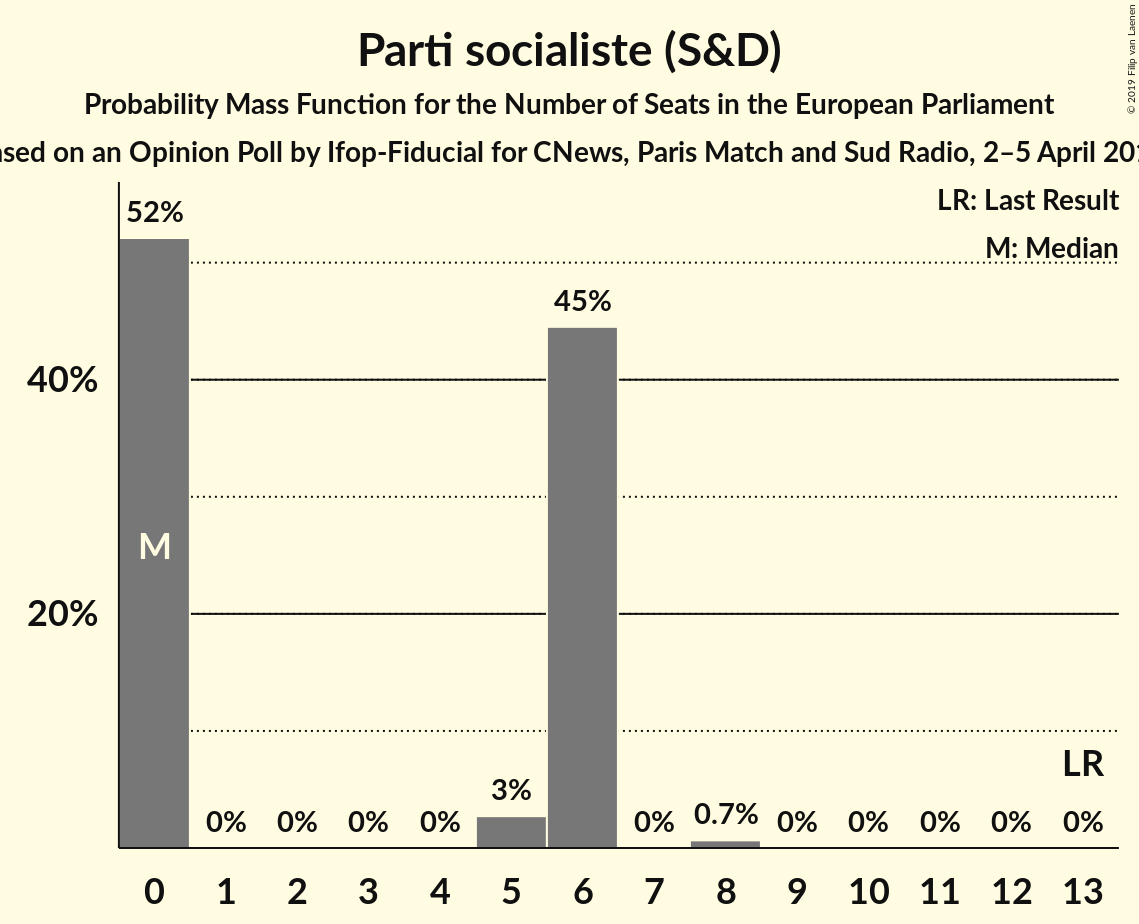 Parti socialiste (S&D)
Probability Mass Function for the Number of Seats in the European Parliament
on an Opinion Poll by Ifop-Fiducial for CNews, Paris Match and Sud Radio, 2–5 April
© 2019 Filip van Laenen
LR: Last Result
M: Median
52%
45%
40%
M
20%
LR
3%
0% 0% 0% 0% 0% 0.7% 0% 0% 0% 0% 0%
0 1 2 3 4 5 6 7 8 9 10 11 12 13